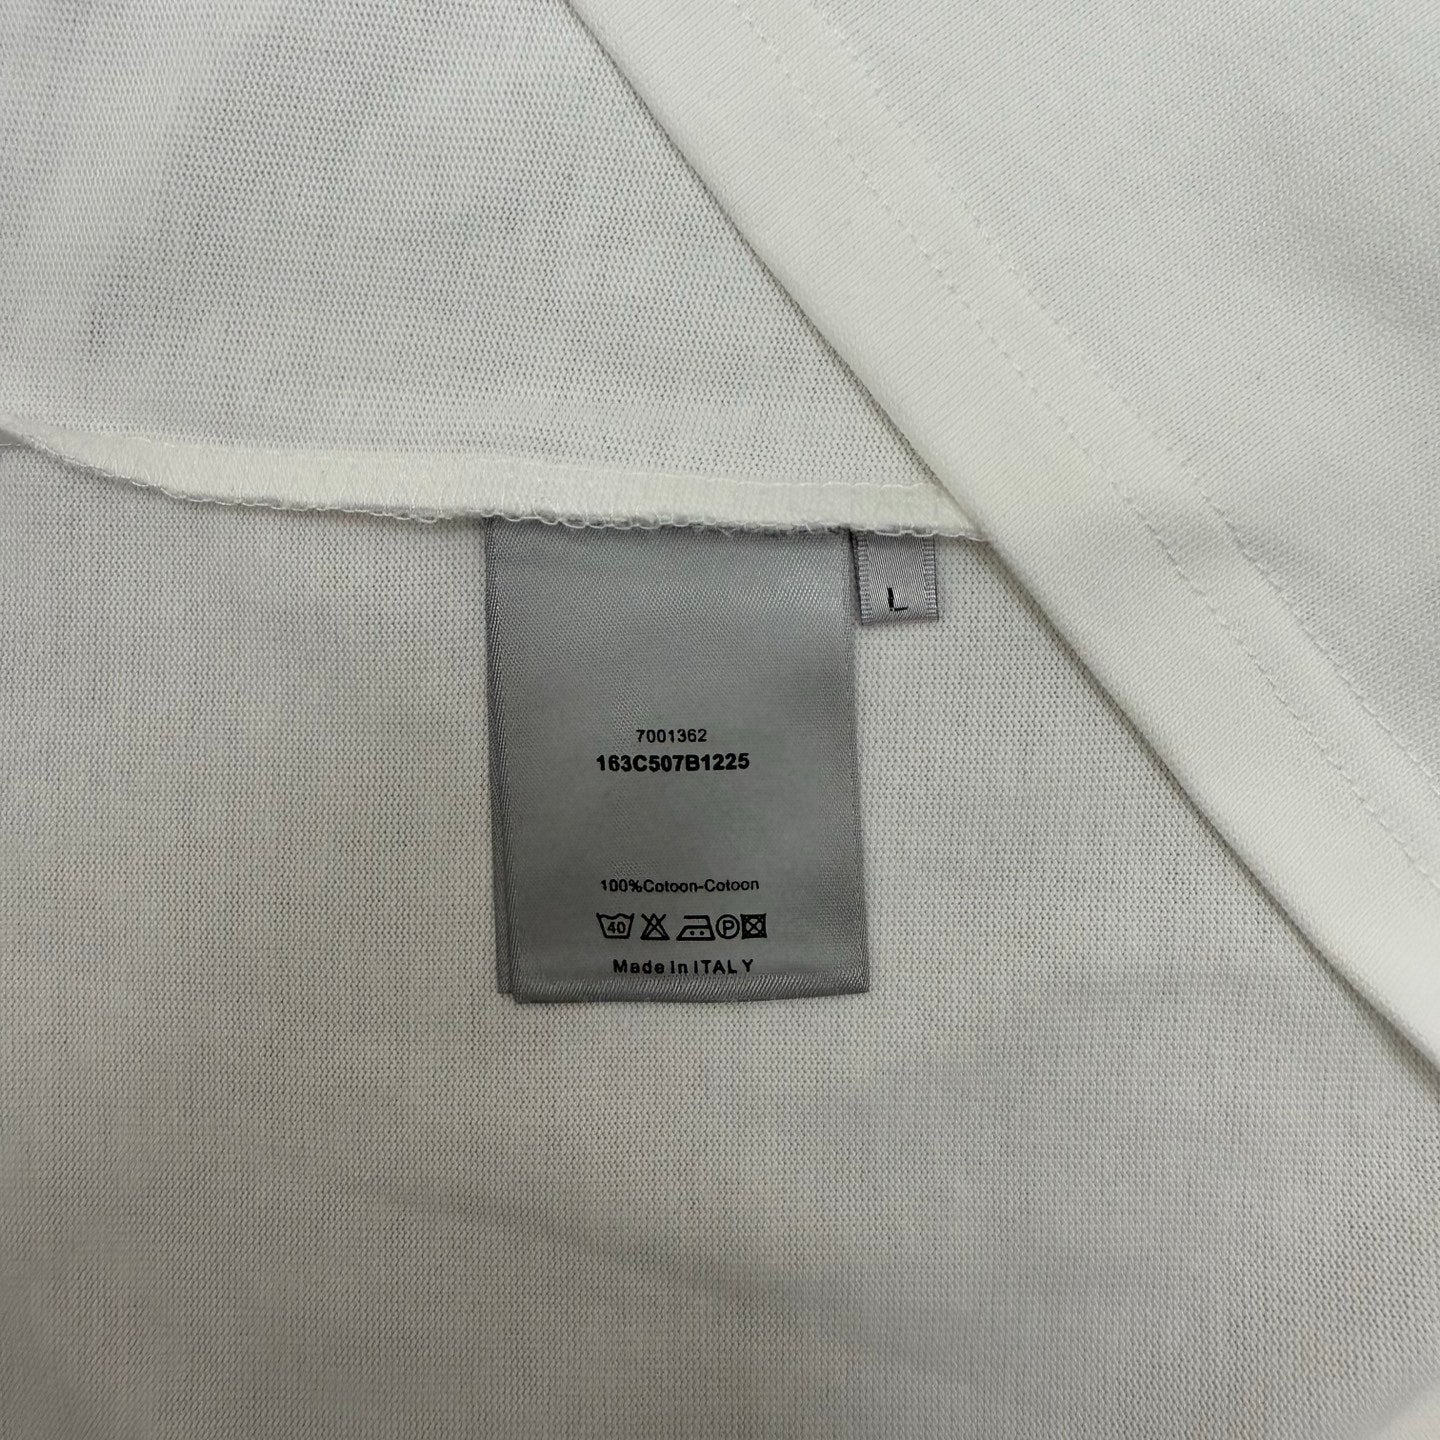 L
7001362
163C507B1225
100%Cotoon-Cotoon
40 P
Made In ITALY